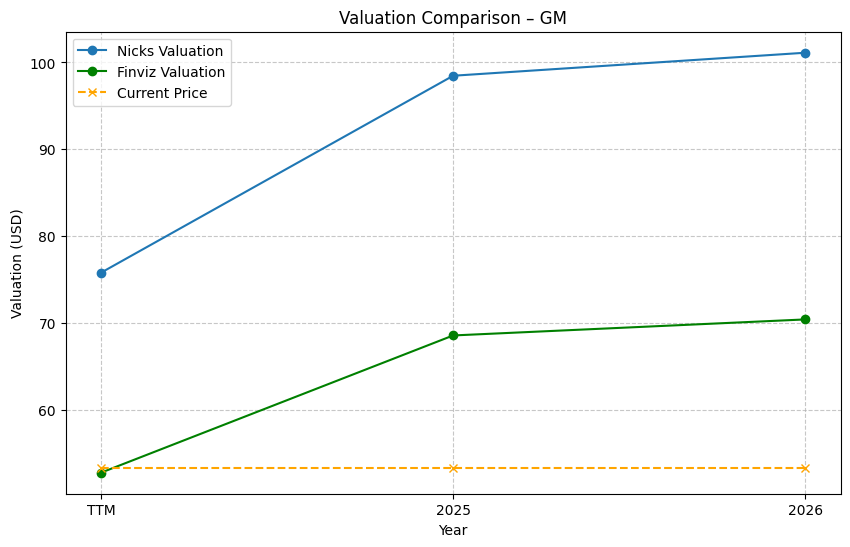 Valuation Comparison – GM
Nicks Valuation
Finviz Valuation
Current Price
Valuation (USD)
100
90
80
70
60
TTM
2025
2026
Year